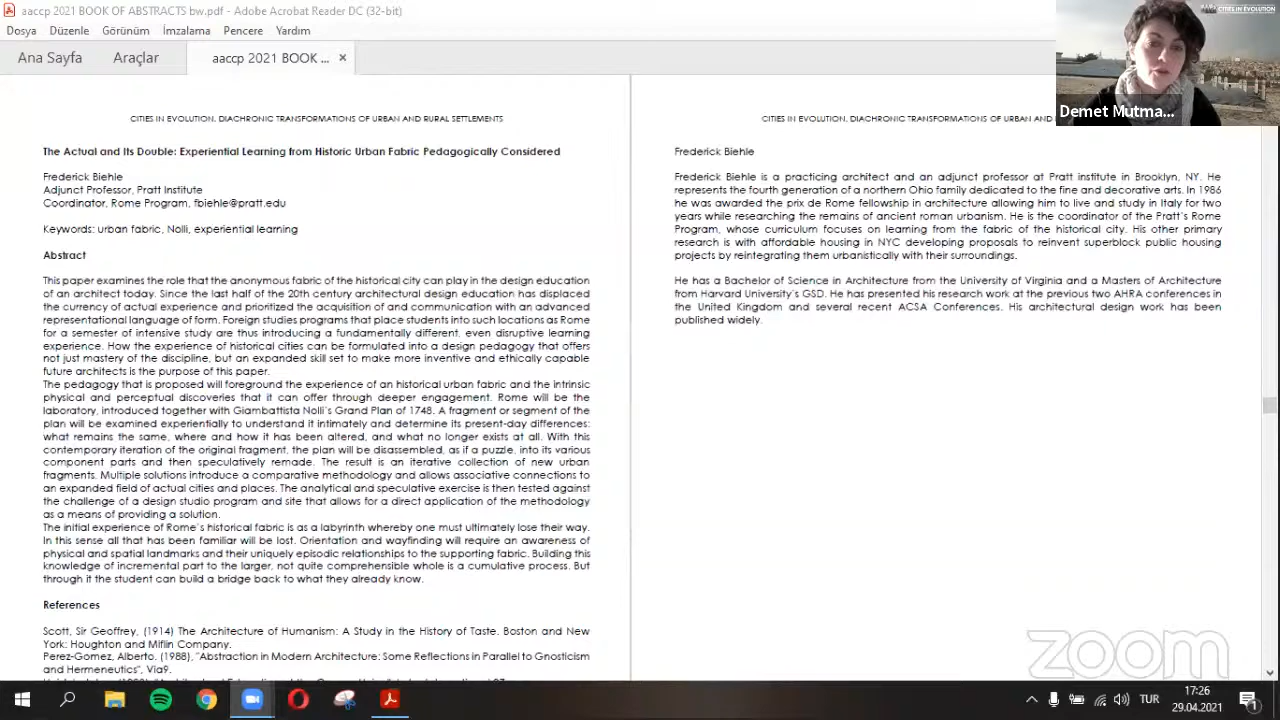 aaccp 2021 BOOK OF ABSTRACTS bw.pdf - Adobe Acrobat Reader DC (32-bit)
Dosya Düzenle Görünüm İmzalama Pencere Yardım
Ana Sayfa Araçlar aaccp 2021 BOOK ... ×
CITIES IN EVOLUTION
Demet Mutma...
CITIES IN EVOLUTION. DIACHRONIC TRANSFORMATIONS OF URBAN AND RURAL SETTLEMENTS
The Actual and Its Double: Experiential Learning from Historic Urban Fabric Pedagogically Considered
Frederick Biehle
Adjunct Professor, Pratt Institute
Coordinator, Rome Program, fbiehle@pratt.edu
Keywords: urban fabric, Nolli, experiential learning
Abstract
This paper examines the role that the anonymous fabric of the historical city can play in the design education
of an architect today. Since the last half of the 20th century architectural design education has displaced
the currency of actual experience and prioritized the acquisition of and communication with an advanced
representational language of form. Foreign studies programs that place students into such locations as Rome
for a semester of intensive study are thus introducing a fundamentally different, even disruptive learning
experience. How the experience of historical cities can be formulated into a design pedagogy that offers
not just mastery of the discipline, but an expanded skill set to make more inventive and ethically capable
future architects is the purpose of this paper.
The pedagogy that is proposed will foreground the experience of an historical urban fabric and the intrinsic
physical and perceptual discoveries that it can offer through deeper engagement. Rome will be the
laboratory, introduced together with Giambattista Nolli's Grand Plan of 1748. A fragment or segment of the
plan will be examined experientially to understand it intimately and determine its present-day differences:
what remains the same, where and how it has been altered, and what no longer exists at all. With this
contemporary iteration of the original fragment, the plan will be disassembled, as if a puzzle, into its various
component parts and then speculatively remade. The result is an iterative collection of new urban
fragments. Multiple solutions introduce a comparative methodology and allows associative connections to
an expanded field of actual cities and places. The analytical and speculative exercise is then tested against
the challenge of a design studio program and site that allows for a direct application of the methodology
as a means of providing a solution.
The initial experience of Rome's historical fabric is as a labyrinth whereby one must ultimately lose their way.
In this sense all that has been familiar will be lost. Orientation and wayfinding will require an awareness of
physical and spatial landmarks and their uniquely episodic relationships to the supporting fabric. Building this
knowledge of incremental part to the larger, not quite comprehensible whole is a cumulative process. But
through it the student can build a bridge back to what they already know.
References
Scott, Sir Geoffrey, (1914) The Architecture of Humanism: A Study in the History of Taste. Boston and New
York: Houghton and Miflin Company.
Perez-Gomez, Alberto. (1988), "Abstraction in Modern Architecture: Some Reflections in Parallel to Gnosticism
and Hermeneutics", Via9.
CITIES IN EVOLUTION. DIACHRONIC TRANSFORMATIONS OF URBAN AND
Frederick Biehle
Frederick Biehle is a practicing architect and an adjunct professor at Pratt institute in Brooklyn, NY. He
represents the fourth generation of a northern Ohio family dedicated to the fine and decorative arts. In 1986
he was awarded the prix de Rome fellowship in architecture allowing him to live and study in Italy for two
years while researching the remains of ancient roman urbanism. He is the coordinator of the Pratt's Rome
Program, whose curriculum focuses on learning from the fabric of the historical city. His other primary
research is with affordable housing in NYC developing proposals to reinvent superblock public housing
projects by reintegrating them urbanistically with their surroundings.
He has a Bachelor of Science in Architecture from the University of Virginia and a Masters of Architecture
from Harvard University's GSD. He has presented his research work at the previous two AHRA conferences in
the United Kingdom and several recent ACSA Conferences. His architectural design work has been
published widely.
zoom
TUR
17:26
29.04.2021
1